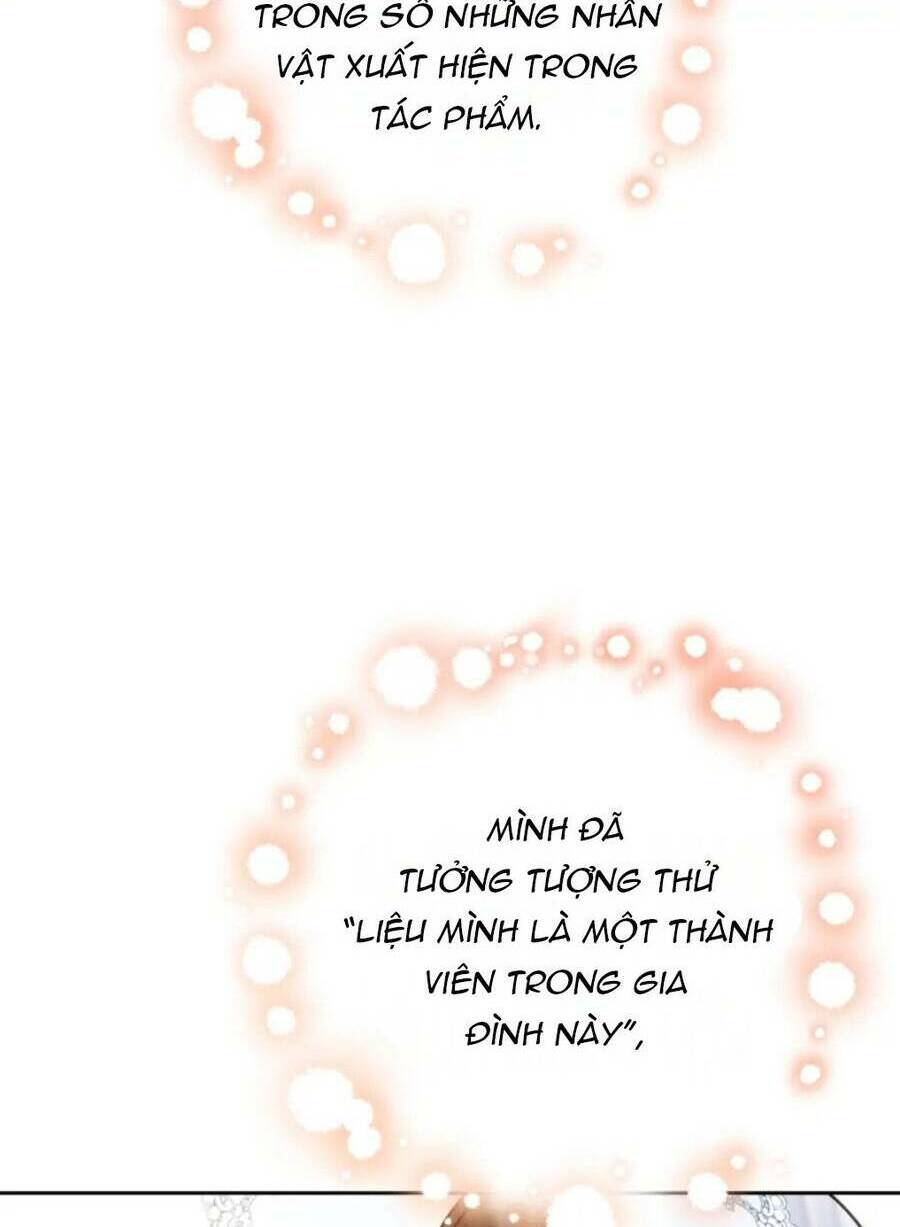 TRONG SỐ NHỮNG NHÂN
VẬT XUẤT HIỆN TRONG
TÁC PHẨM.
MÌNH ĐÃ
TƯỞNG TƯỢNG THỬ
"LIỆU MÌNH LÀ MỘT THÀNH
VIÊN TRONG GIA
ĐÌNH NÀY",